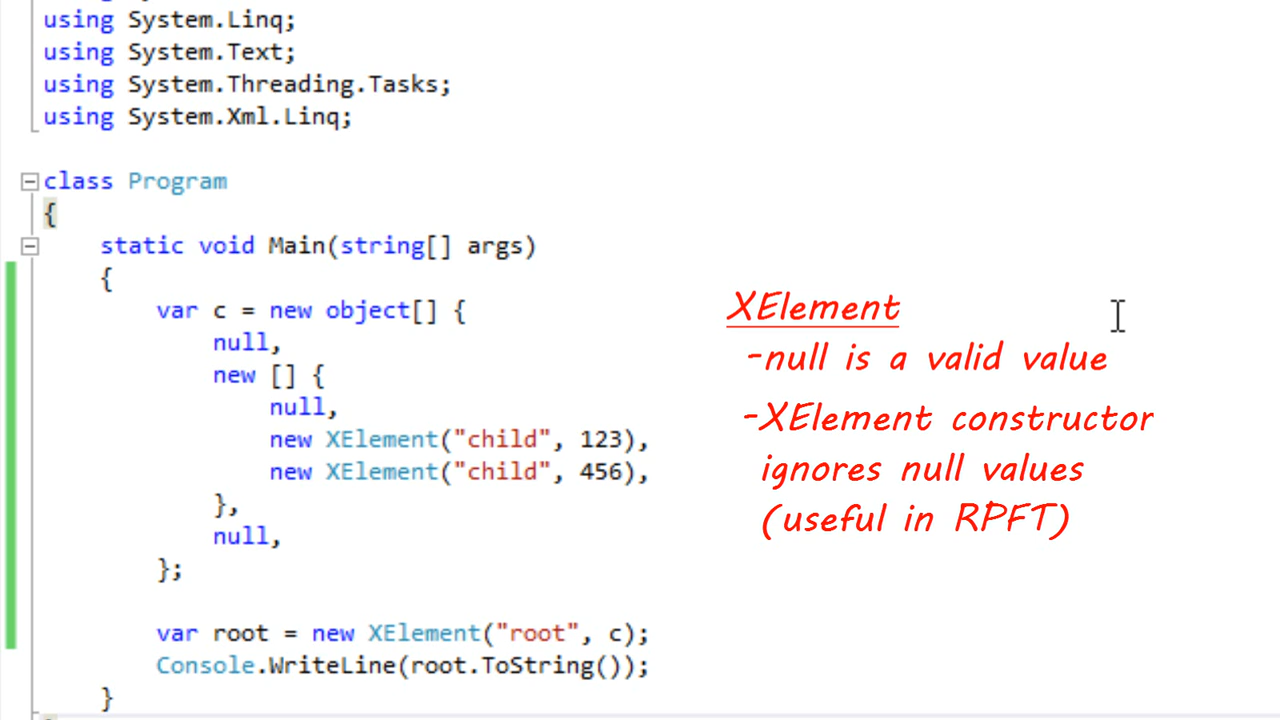 using System.Linq;
using System.Text;
using System.Threading.Tasks;
using System.Xml.Linq;
class Program
{
static void Main(string[] args)
{
var c = new object[] {
null,
new [] {
null,
new XElement("child", 123),
new XElement("child", 456),
},
null,
};
var root = new XElement("root", c);
Console.WriteLine(root.ToString());
}
XElement
-null is a valid value
-XElement constructor
ignores null values
(useful in RPFT)